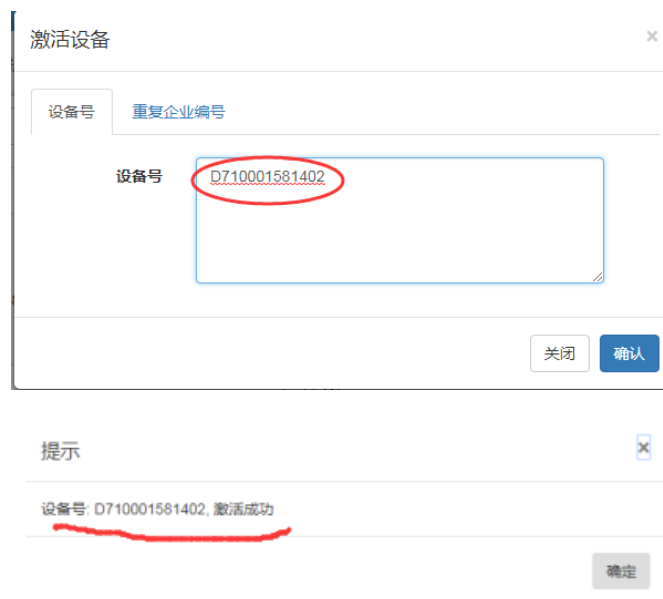 激活设备 ×
设备号 重复企业编号
设备号 D710001581402
关闭 确认
提示 ×
设备号: D710001581402, 激活成功
确定